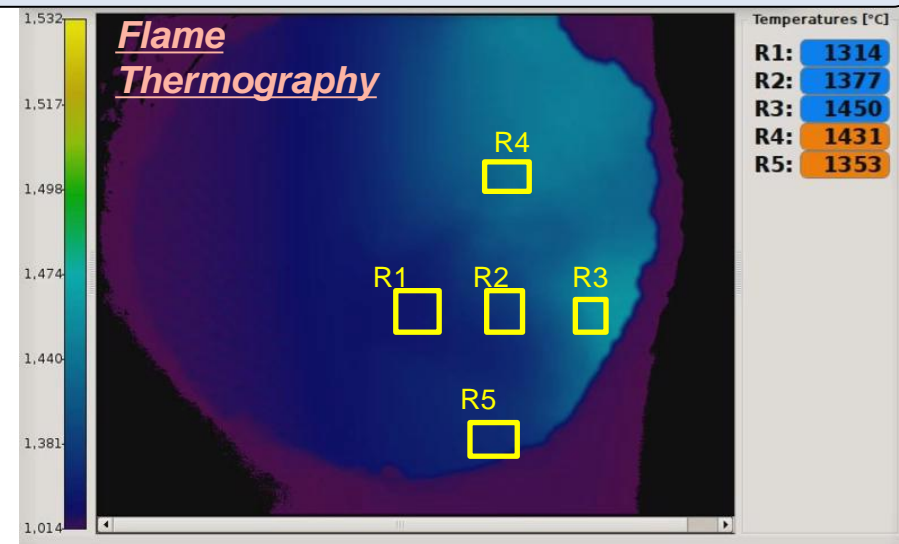 Flame
Thermography
1,532
1,517
1,498
1,474
1,440
1,381
1,014
R4
R1 R2 R3
R5
Temperatures [°C]
R1: 1314
R2: 1377
R3: 1450
R4: 1431
R5: 1353